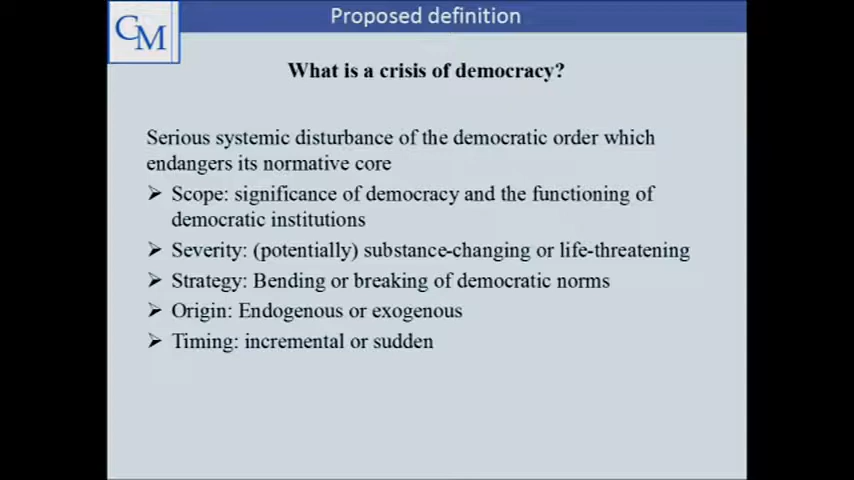 Proposed definition
CM
What is a crisis of democracy?
Serious systemic disturbance of the democratic order which
endangers its normative core
➢ Scope: significance of democracy and the functioning of
democratic institutions
➢ Severity: (potentially) substance-changing or life-threatening
➢ Strategy: Bending or breaking of democratic norms
➢ Origin: Endogenous or exogenous
➢ Timing: incremental or sudden